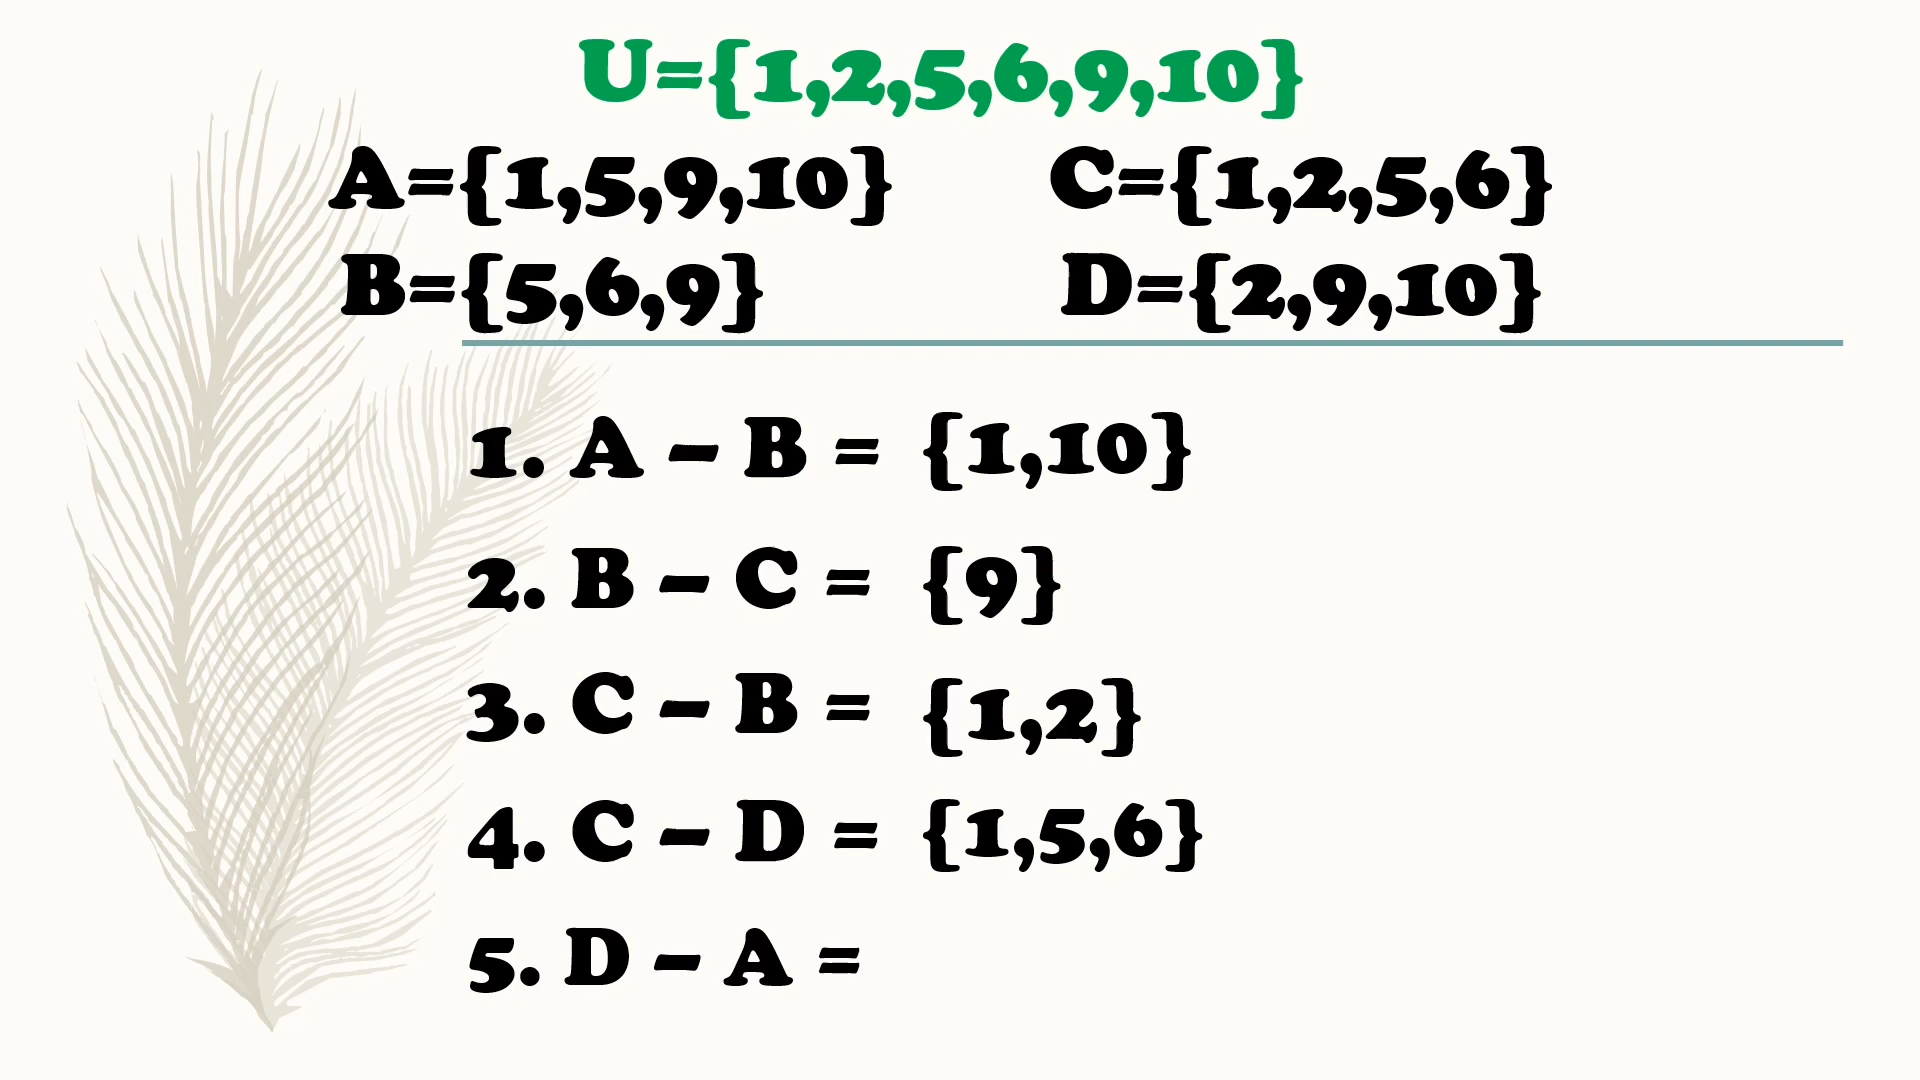 U={1,2,5,6,9,10}
A={1,5,9,10} C={1,2,5,6}
B={5,6,9} D={2,9,10}
1. A – B = {1,10}
2. B – C = {9}
3. C – B = {1,2}
4. C – D = {1,5,6}
5. D – A =